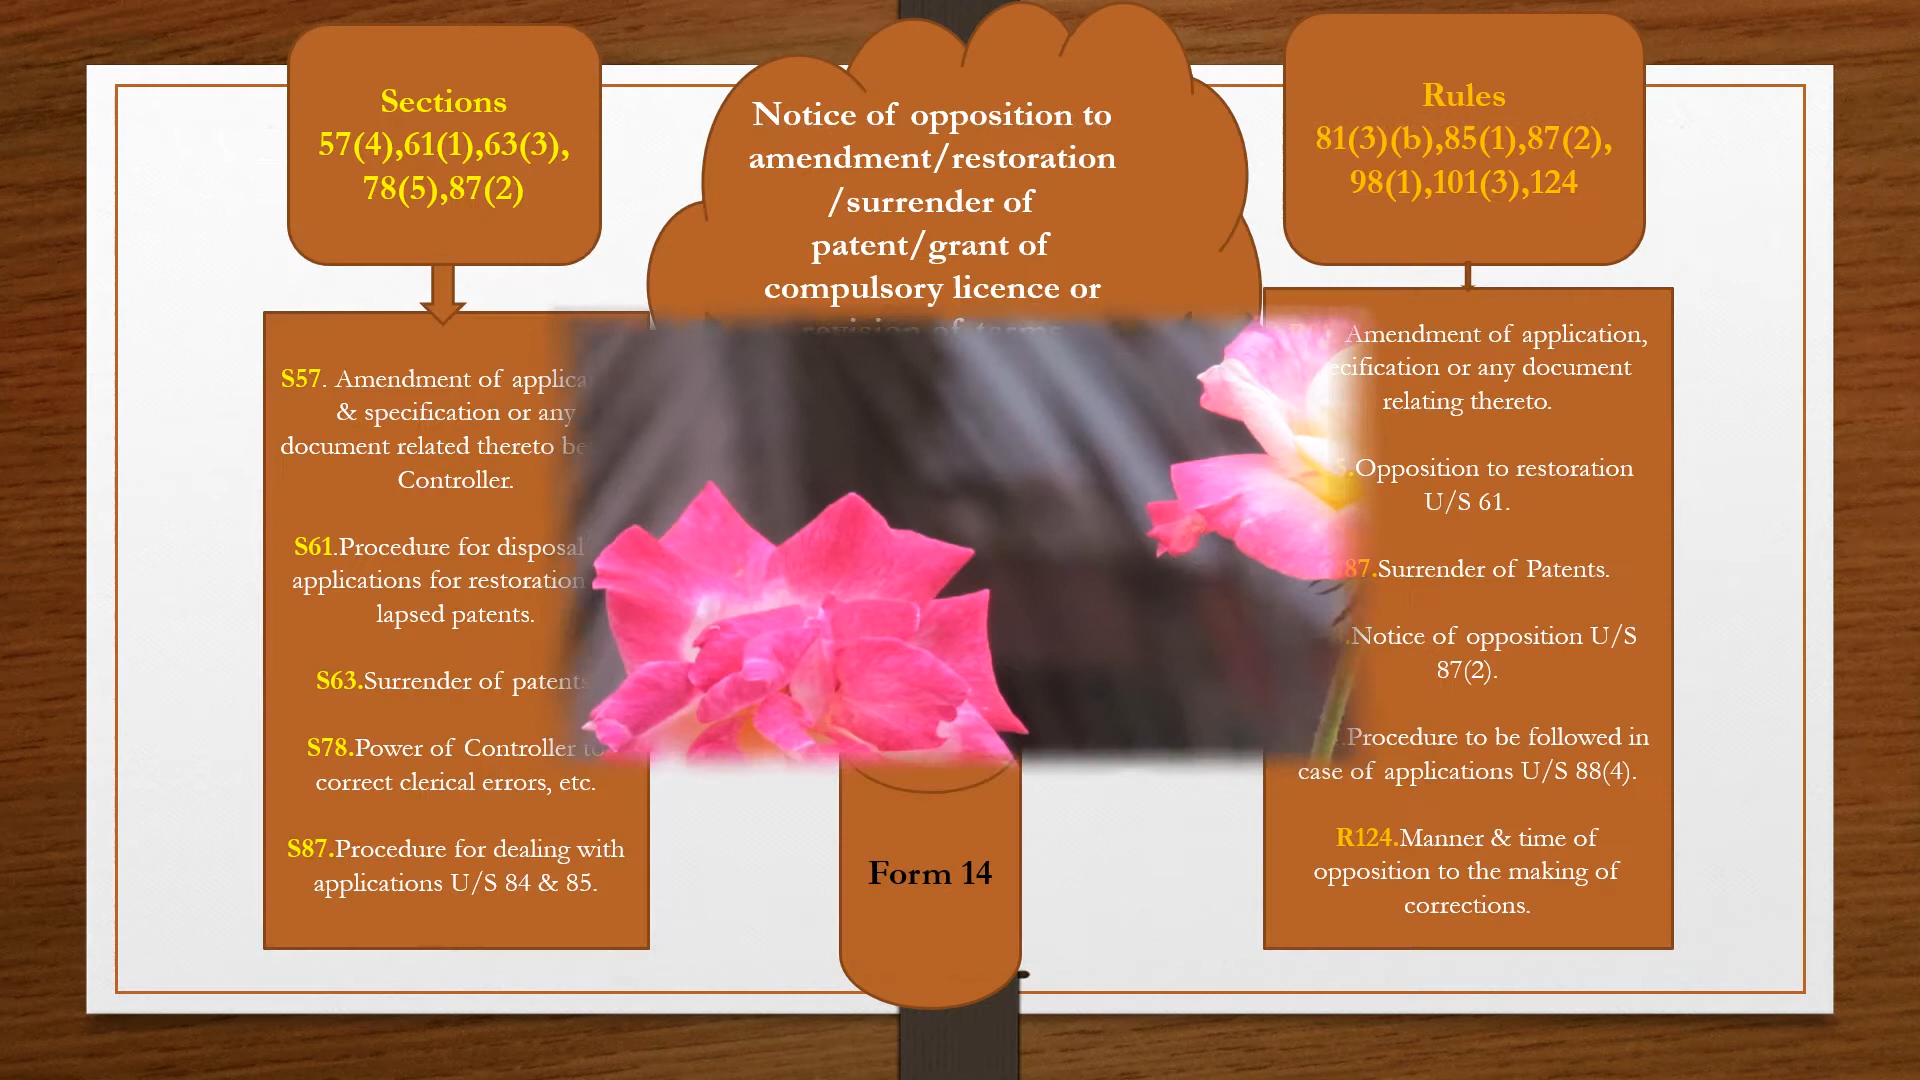 Sections
57(4),61(1),63(3),
78(5),87(2)
Notice of opposition to
amendment/restoration
/surrender of
patent/grant of
compulsory licence or
revision of terms
Rules
81(3)(b),85(1),87(2),
98(1),101(3),124
S57. Amendment of
& specification or any
document related thereto
Controller.
S61.Procedure for disposal
applications for restoration
lapsed patents.
S63.Surrender of patents
S78.Power of Controller to
correct clerical errors, etc.
S87.Procedure for dealing with
applications U/S 84 & 85.
Form 14
Amendment of application,
or any document
relating thereto.
.Opposition to restoration
U/S 61.
87.Surrender of Patents.
.Notice of opposition U/S
87(2).
.Procedure to be followed in
case of applications U/S 88(4).
R124.Manner & time of
opposition to the making of
corrections.